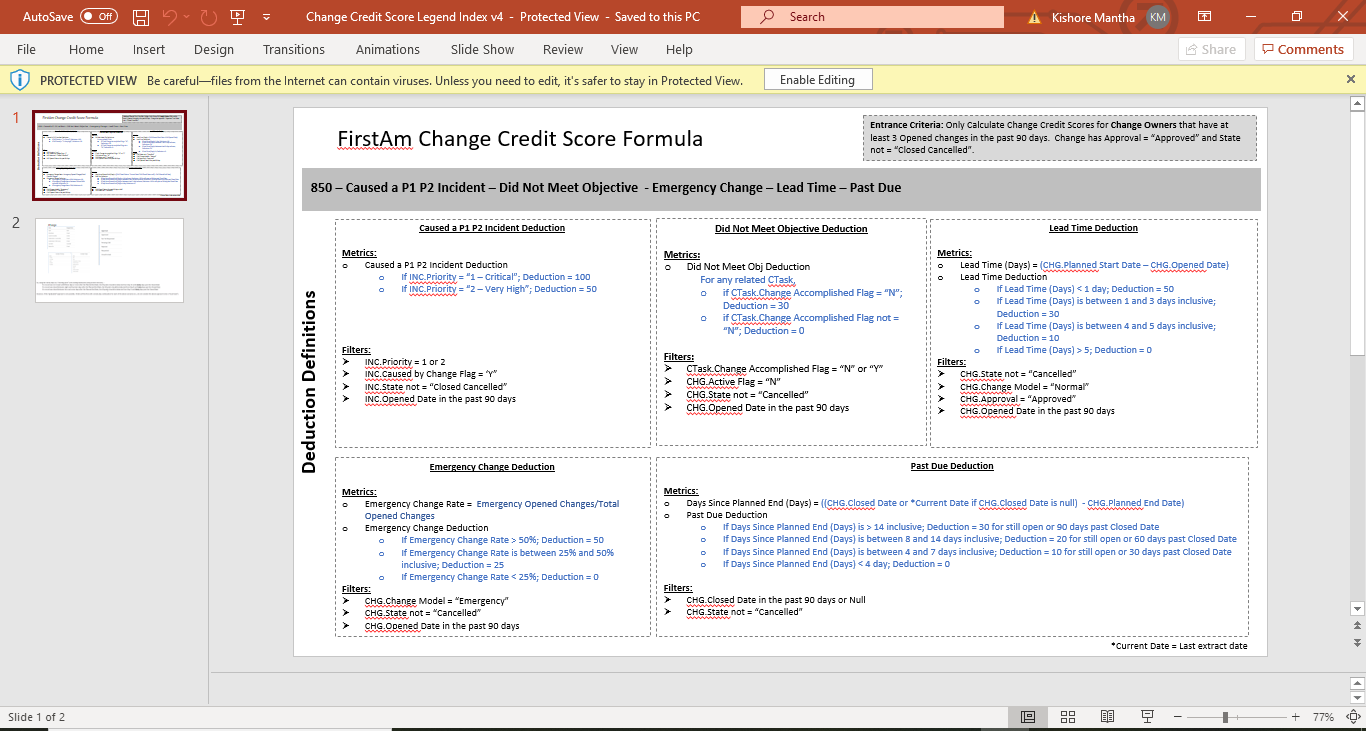 AutoSave Off
Change Credit Score Legend Index v4 - Protected View - Saved to this PC
Search
Kishore Mantha KM
File Home Insert Design Transitions Animations Slide Show Review View Help
Share Comments
PROTECTED VIEW Be careful—files from the Internet can contain viruses. Unless you need to edit, it's safer to stay in Protected View. Enable Editing
1
2
FirstAm Change Credit Score Formula
Entrance Criteria: Only Calculate Change Credit Scores for Change Owners that have at
least 3 Opened changes in the past 90 days. Change has Approval = “Approved” and State
not = “Closed Cancelled”.
850 – Caused a P1 P2 Incident – Did Not Meet Objective - Emergency Change – Lead Time – Past Due
Deduction Definitions
Caused a P1 P2 Incident Deduction
Metrics:
o Caused a P1 P2 Incident Deduction
o If INC.Priority = “1 – Critical”; Deduction = 100
o If INC.Priority = “2 – Very High”; Deduction = 50
Filters:
➢ INC.Priority = 1 or 2
➢ INC.Caused by Change Flag = ‘Y”
➢ INC.State not = “Closed Cancelled”
➢ INC.Opened Date in the past 90 days
Did Not Meet Objective Deduction
Metrics:
o Did Not Meet Obj Deduction
For any related CTask,
o if CTask.Change Accomplished Flag = “N”;
Deduction = 30
o if CTask.Change Accomplished Flag not =
“N”; Deduction = 0
Filters:
➢ CTask.Change Accomplished Flag = “N” or “Y”
➢ CHG.Active Flag = “N”
➢ CHG.State not = “Cancelled”
➢ CHG.Opened Date in the past 90 days
Lead Time Deduction
Metrics:
o Lead Time (Days) = (CHG.Planned Start Date – CHG.Opened Date)
o Lead Time Deduction
o If Lead Time (Days) < 1 day; Deduction = 50
o If Lead Time (Days) is between 1 and 3 days inclusive;
Deduction = 30
o If Lead Time (Days) is between 4 and 5 days inclusive;
Deduction = 10
o If Lead Time (Days) > 5; Deduction = 0
Filters:
➢ CHG.State not = “Cancelled”
➢ CHG.Change Model = “Normal”
➢ CHG.Approval = “Approved”
➢ CHG.Opened Date in the past 90 days
Emergency Change Deduction
Metrics:
o Emergency Change Rate = Emergency Opened Changes/Total
Opened Changes
o Emergency Change Deduction
o If Emergency Change Rate > 50%; Deduction = 50
o If Emergency Change Rate is between 25% and 50%
inclusive; Deduction = 25
o If Emergency Change Rate < 25%; Deduction = 0
Filters:
➢ CHG.Change Model = “Emergency”
➢ CHG.State not = “Cancelled”
➢ CHG.Opened Date in the past 90 days
Past Due Deduction
Metrics:
o Days Since Planned End (Days) = ((CHG.Closed Date or *Current Date if CHG.Closed Date is null) - CHG.Planned End Date)
o Past Due Deduction
o If Days Since Planned End (Days) is > 14 inclusive; Deduction = 30 for still open or 90 days past Closed Date
o If Days Since Planned End (Days) is between 8 and 14 days inclusive; Deduction = 20 for still open or 60 days past Closed Date
o If Days Since Planned End (Days) is between 4 and 7 days inclusive; Deduction = 10 for still open or 30 days past Closed Date
o If Days Since Planned End (Days) < 4 day; Deduction = 0
Filters:
➢ CHG.Closed Date in the past 90 days or Null
➢ CHG.State not = “Cancelled”
*Current Date = Last extract date
Slide 1 of 2
77%